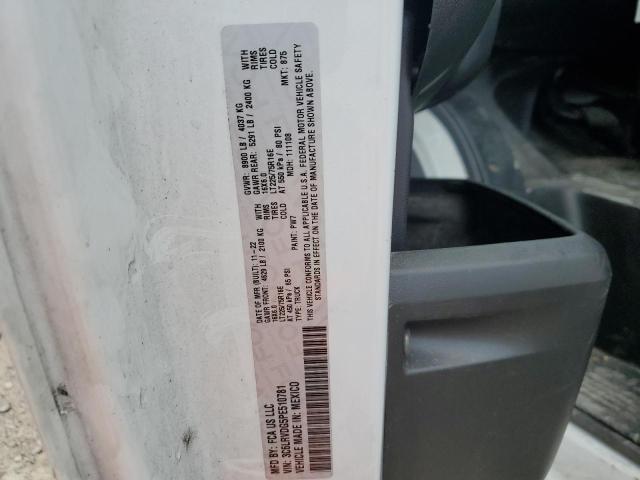 MFD BY: FCA US LLC
DATE OF MFR (BUILT): 11-22 GVWR: 8900 LB / 4037 KG
GAWR FRONT: 4629 LB / 2100 KG WITH GAWR REAR: 5291 LB / 2400 KG WITH
16X6.0 RIMS 16X6.0 RIMS
LT225/75R16E TIRES LT225/75R16E TIRES
AT 450 kPa / 65 PSI COLD AT 550 kPa / 80 PSI COLD
VIN: 3C6LRVDG5PE510781 TYPE: TRUCK PAINT: PW7 MDH: 111108 MKT: 875
VEHICLE MADE IN: MEXICO
THIS VEHICLE CONFORMS TO ALL APPLICABLE U.S.A. FEDERAL MOTOR VEHICLE SAFETY
STANDARDS IN EFFECT ON THE DATE OF MANUFACTURE SHOWN ABOVE.